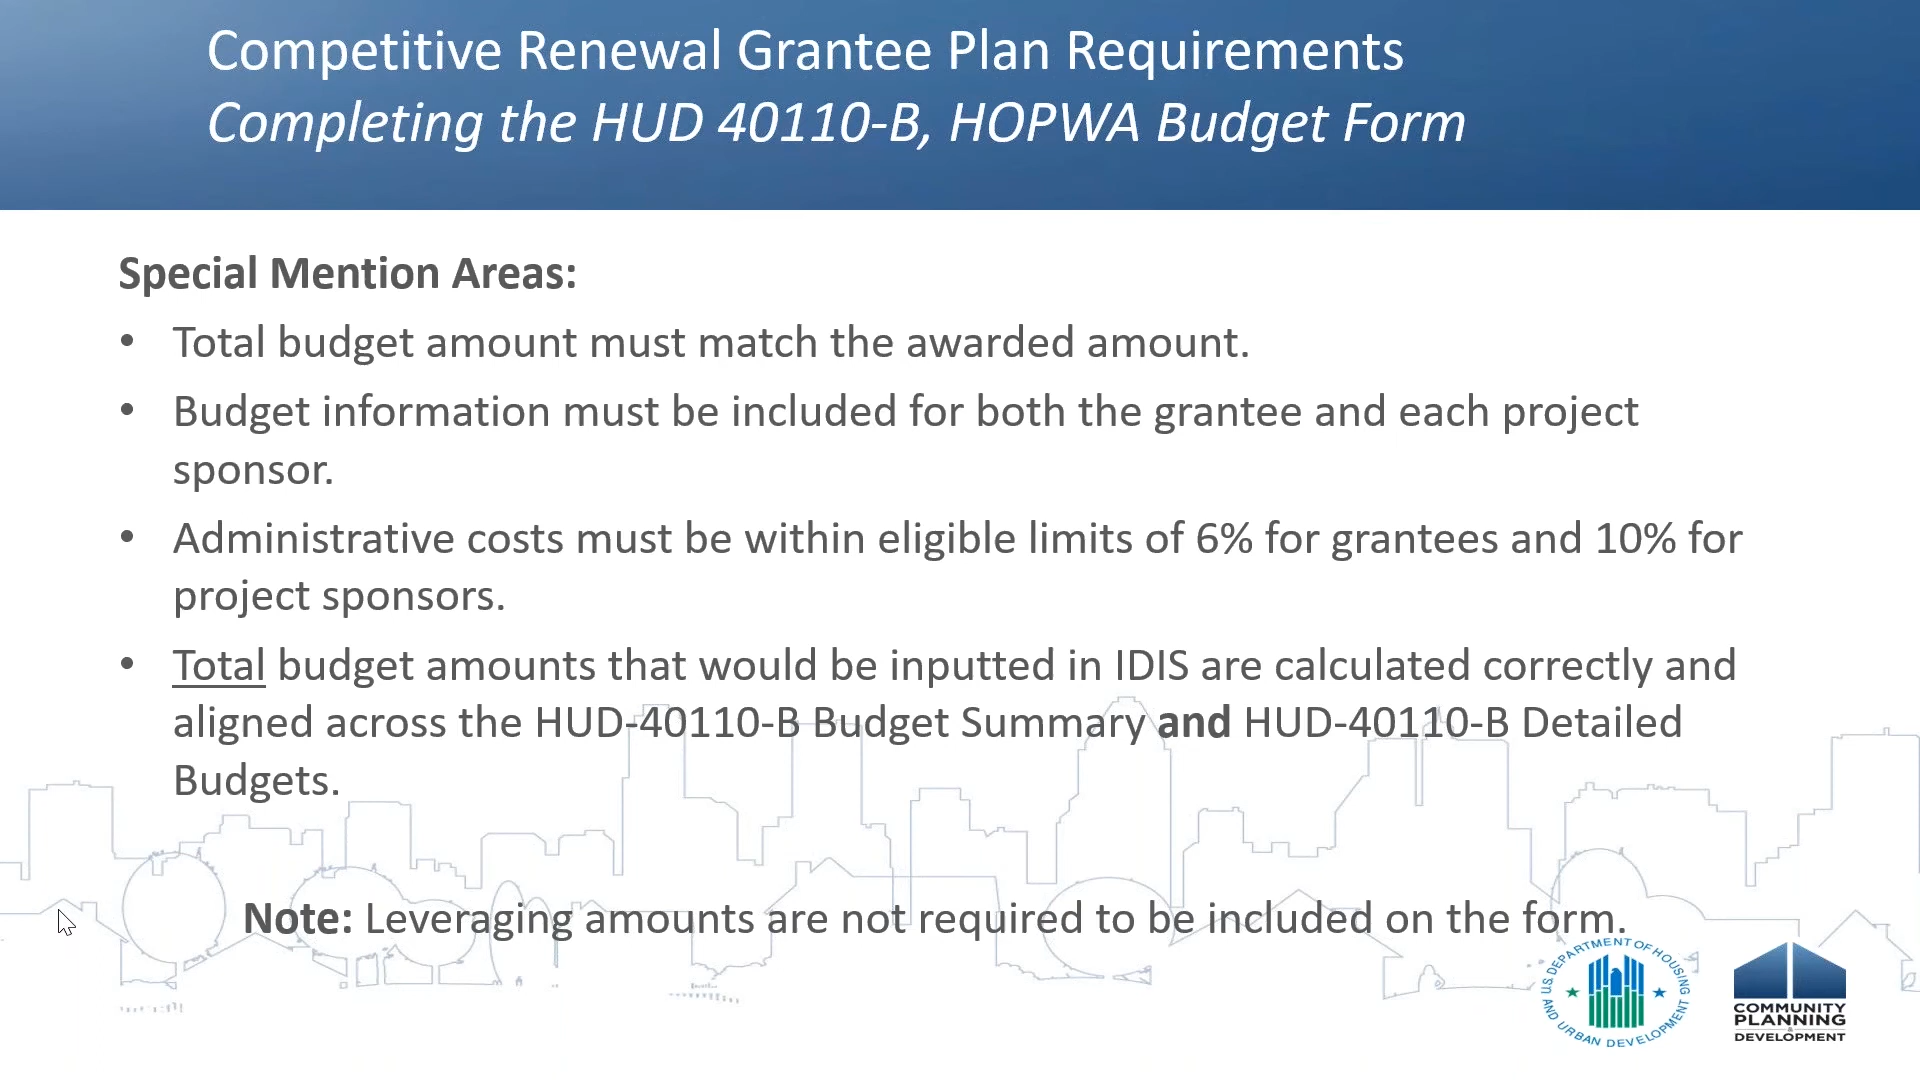 Competitive Renewal Grantee Plan Requirements
Completing the HUD 40110-B, HOPWA Budget Form
Special Mention Areas:
• Total budget amount must match the awarded amount.
• Budget information must be included for both the grantee and each project
sponsor.
• Administrative costs must be within eligible limits of 6% for grantees and 10% for
project sponsors.
• Total budget amounts that would be inputted in IDIS are calculated correctly and
aligned across the HUD-40110-B Budget Summary and HUD-40110-B Detailed
Budgets.
Note: Leveraging amounts are not required to be included on the form.
U.S. DEPARTMENT OF HOUSING
AND URBAN DEVELOPMENT
COMMUNITY
PLANNING
&
DEVELOPMENT